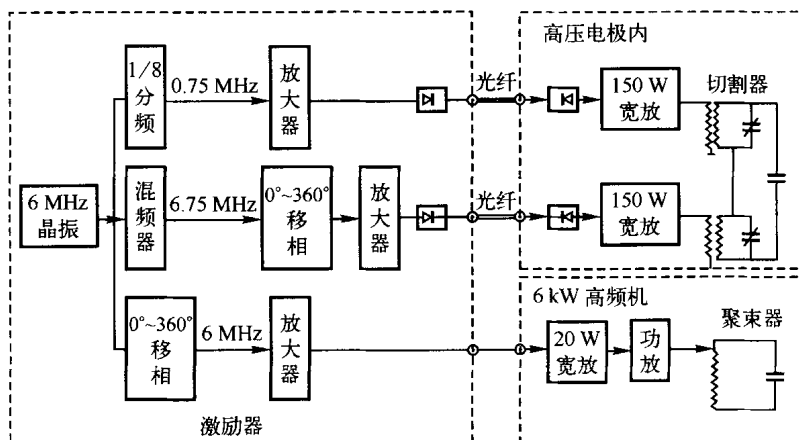 高压电极内
1/8
分
频
0.75 MHz
放
大
器
光纤
150 W
宽放
切割器
6 MHz
晶振
混
频
器
6.75 MHz
0°~360°
移
相
放
大
器
光纤
150 W
宽放
6 kW 高频机
0°~360°
移
相
6 MHz
放
大
器
20 W
宽放
功
放
聚束器
激励器